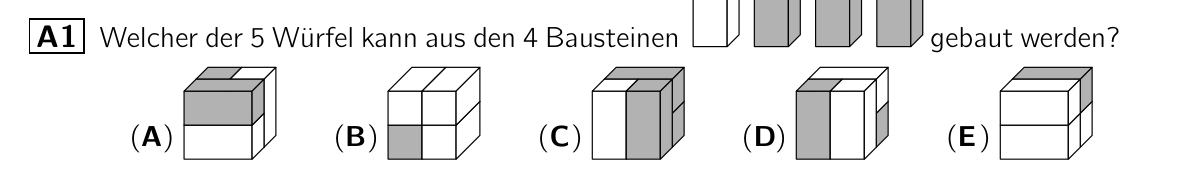 A1 Welcher der 5 Würfel kann aus den 4 Bausteinen gebaut werden?
(A) (B) (C) (D) (E)